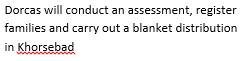 Dorcas will conduct an assessment, register
families and carry out a blanket distribution
in Khorsebad